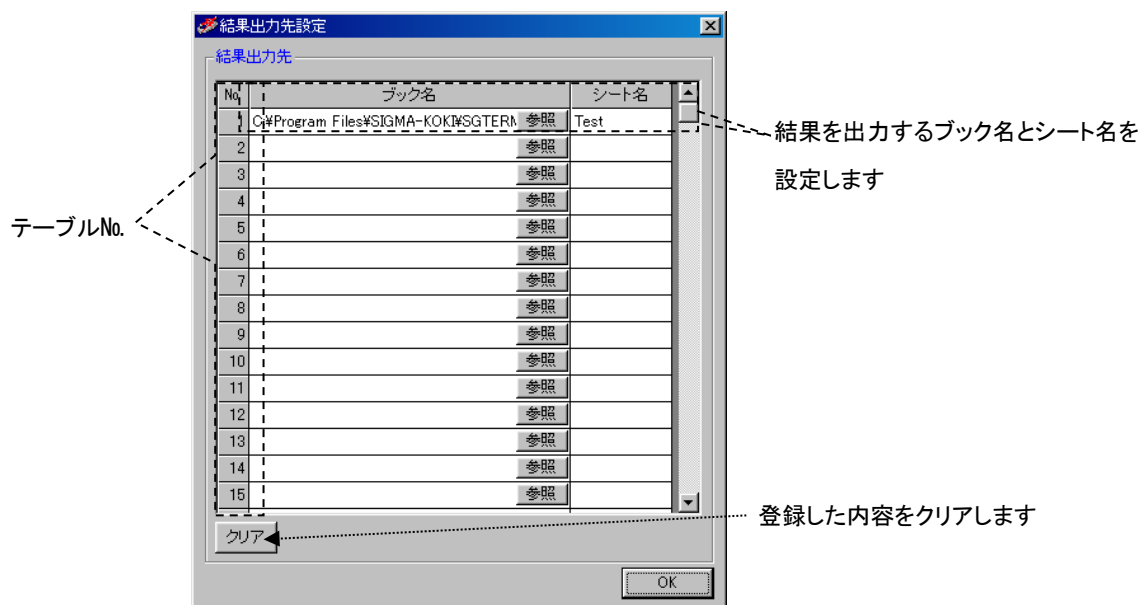 結果出力先設定
結果出力先
No. ブック名 シート名
1 C:¥Program Files¥SIGMA-KOKI¥SGTERM 参照 Test
2 参照
3 参照
4 参照
5 参照
6 参照
7 参照
8 参照
9 参照
10 参照
11 参照
12 参照
13 参照
14 参照
15 参照
クリア
OK
テーブル№
結果を出力するブック名とシート名を
設定します
登録した内容をクリアします